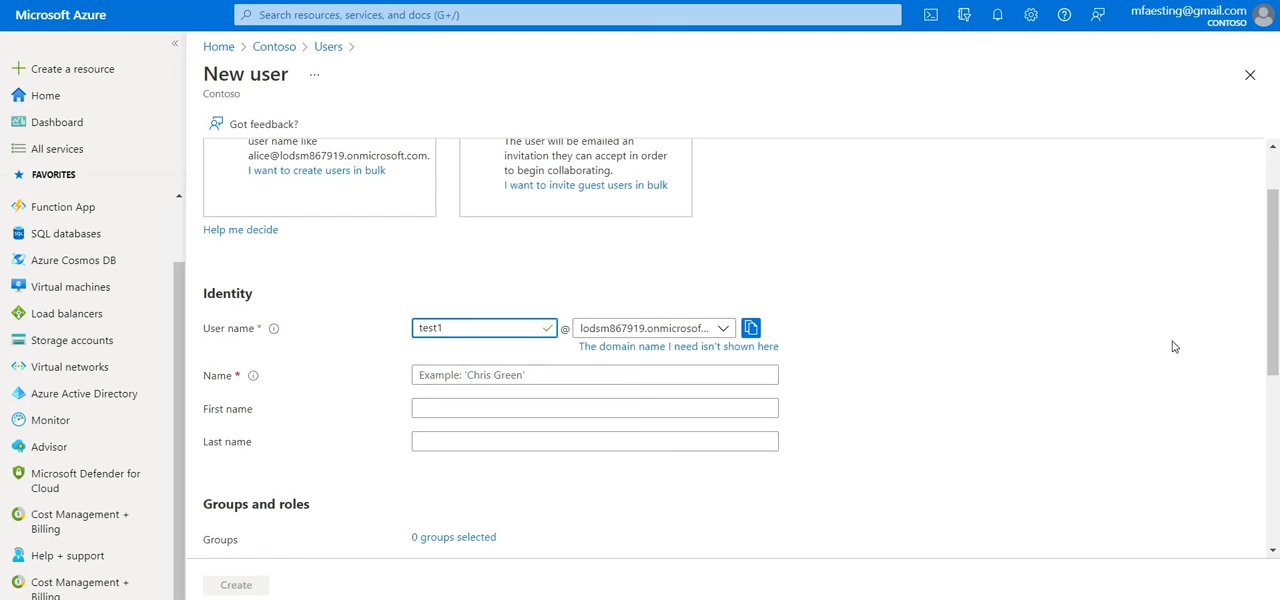 Microsoft Azure
Search resources, services, and docs (G+/)
mfaesting@gmail.com
CONTOSO
«
Create a resource
Home
Dashboard
All services
FAVORITES
Function App
SQL databases
Azure Cosmos DB
Virtual machines
Load balancers
Storage accounts
Virtual networks
Azure Active Directory
Monitor
Advisor
Microsoft Defender for
Cloud
Cost Management +
Billing
Help + support
Cost Management +
Billing
Home > Contoso > Users >
New user ...
Contoso
Got feedback?
user name like
alice@lodsm867919.onmicrosoft.com.
I want to create users in bulk
The user will be emailed an
invitation they can accept in order
to begin collaborating.
I want to invite guest users in bulk
Help me decide
Identity
User name * test1 @ lodsm867919.onmicrosof...
The domain name I need isn't shown here
Name * Example: 'Chris Green'
First name
Last name
Groups and roles
Groups 0 groups selected
Create